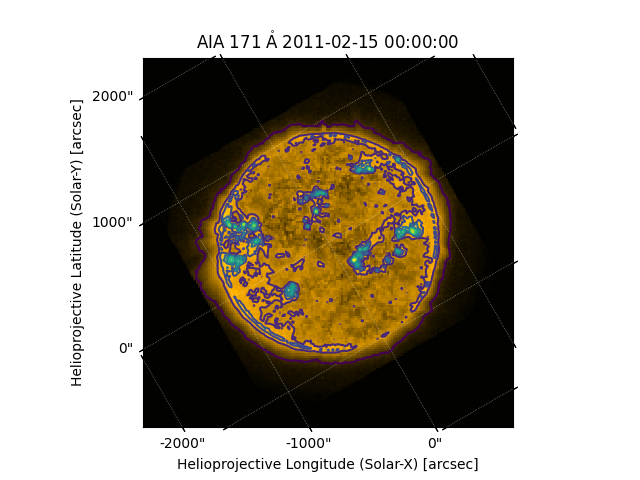 AIA 171 Å 2011-02-15 00:00:00
2000"
1000"
0"
Helioprojective Latitude (Solar-Y) [arcsec]
-2000" -1000" 0"
Helioprojective Longitude (Solar-X) [arcsec]